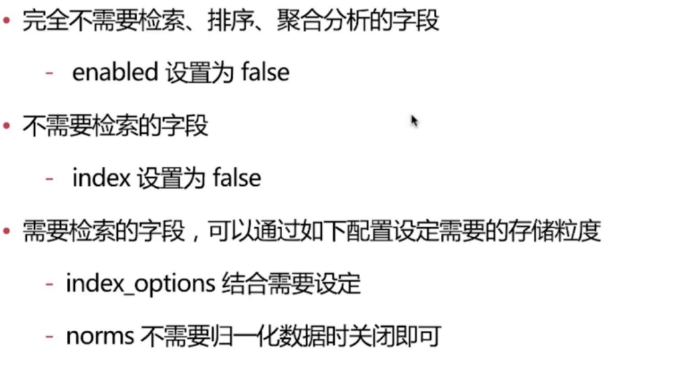 • 完全不需要检索、排序、聚合分析的字段
- enabled 设置为 false
• 不需要检索的字段
- index 设置为 false
• 需要检索的字段，可以通过如下配置设定需要的存储粒度
- index_options 结合需要设定
- norms 不需要归一化数据时关闭即可